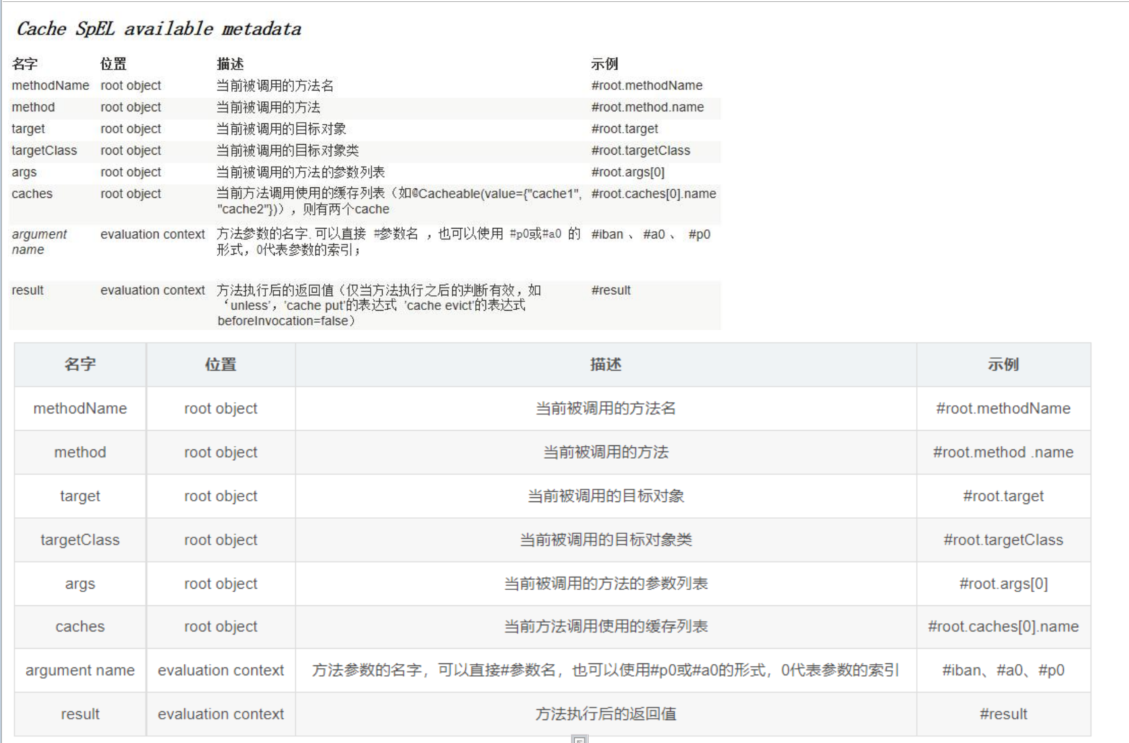 Cache SpEL available metadata
名字 位置 描述 示例
methodName root object 当前被调用的方法名 #root.methodName
method root object 当前被调用的方法 #root.method.name
target root object 当前被调用的目标对象 #root.target
targetClass root object 当前被调用的目标对象类 #root.targetClass
args root object 当前被调用的方法的参数列表 #root.args[0]
caches root object 当前方法调用使用的缓存列表（如@Cacheable(value={"cache1", #root.caches[0].name
"cache2"})），则有两个cache
argument evaluation context 方法参数的名字. 可以直接 #参数名 ，也可以使用 #p0或#a0 的 #iban 、 #a0 、 #p0
name 形式，0代表参数的索引；
result evaluation context 方法执行后的返回值（仅当方法执行之后的判断有效，如 #result
‘unless’，'cache put'的表达式 'cache evict'的表达式
beforeInvocation=false）
名字 位置 描述 示例
methodName root object 当前被调用的方法名 #root.methodName
method root object 当前被调用的方法 #root.method .name
target root object 当前被调用的目标对象 #root.target
targetClass root object 当前被调用的目标对象类 #root.targetClass
args root object 当前被调用的方法的参数列表 #root.args[0]
caches root object 当前方法调用使用的缓存列表 #root.caches[0].name
argument name evaluation context 方法参数的名字，可以直接#参数名，也可以使用#p0或#a0的形式，0代表参数的索引 #iban、#a0、#p0
result evaluation context 方法执行后的返回值 #result